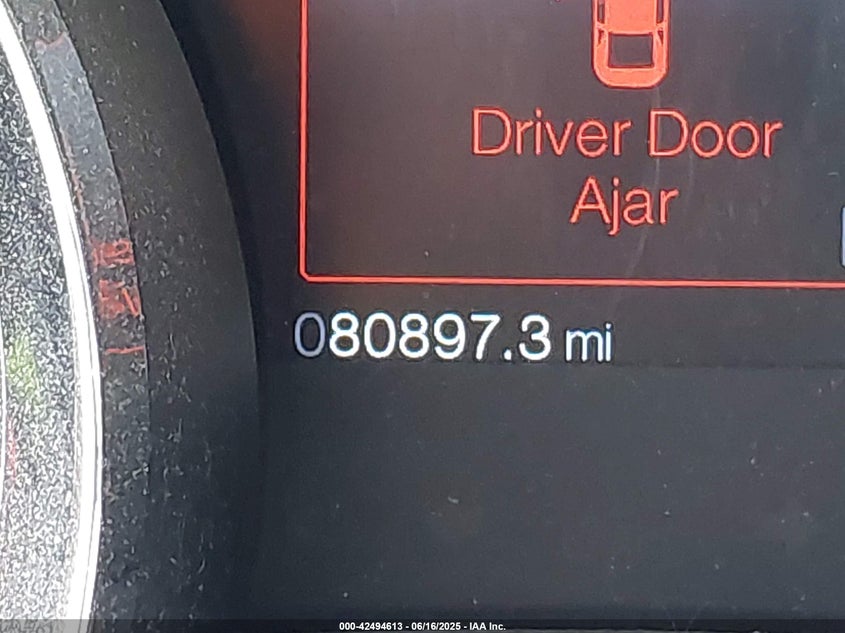 Driver Door
Ajar
080897.3 mi
000-42494613 - 06/16/2025 - IAA Inc.